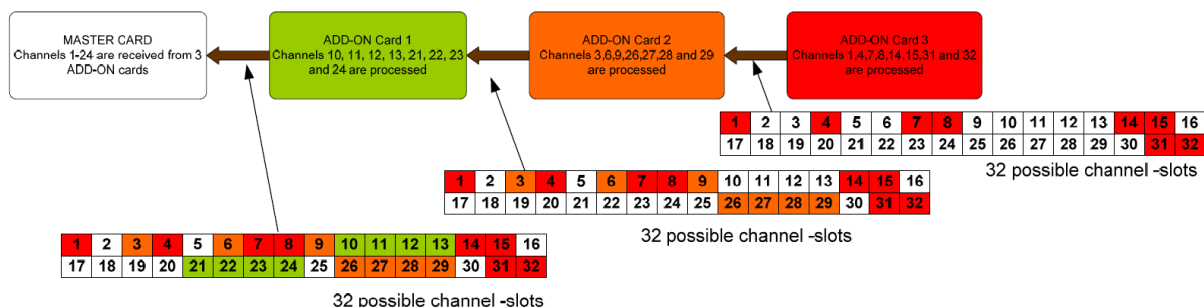 MASTER CARD
Channels 1-24 are received from 3
ADD-ON cards
ADD-ON Card 1
Channels 10, 11, 12, 13, 21, 22, 23
and 24 are processed
ADD-ON Card 2
Channels 3,6,9,26,27,28 and 29
are processed
ADD-ON Card 3
Channels 1,4,7,8,14,15,31 and 32
are processed
1 2 3 4 5 6 7 8 9 10 11 12 13 14 15 16
17 18 19 20 21 22 23 24 25 26 27 28 29 30 31 32
32 possible channel -slots
1 2 3 4 5 6 7 8 9 10 11 12 13 14 15 16
17 18 19 20 21 22 23 24 25 26 27 28 29 30 31 32
32 possible channel -slots
1 2 3 4 5 6 7 8 9 10 11 12 13 14 15 16
17 18 19 20 21 22 23 24 25 26 27 28 29 30 31 32
32 possible channel -slots